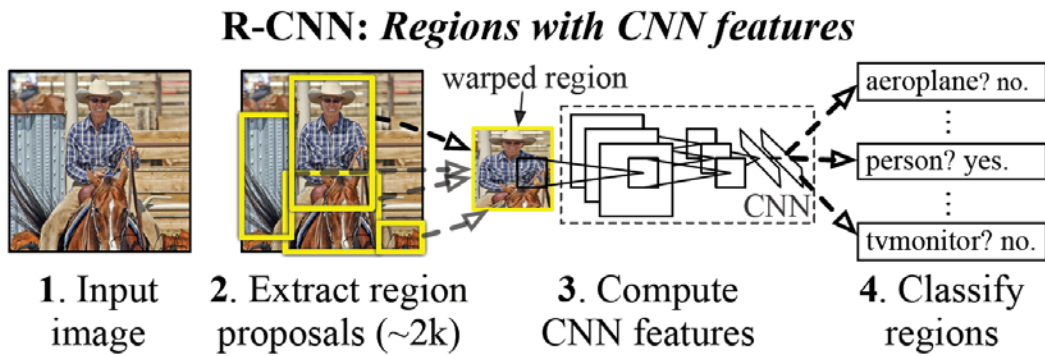 R-CNN: Regions with CNN features
warped region
aeroplane? no.
person? yes.
CNN
tvmonitor? no.
1. Input
image
2. Extract region
proposals (~2k)
3. Compute
CNN features
4. Classify
regions